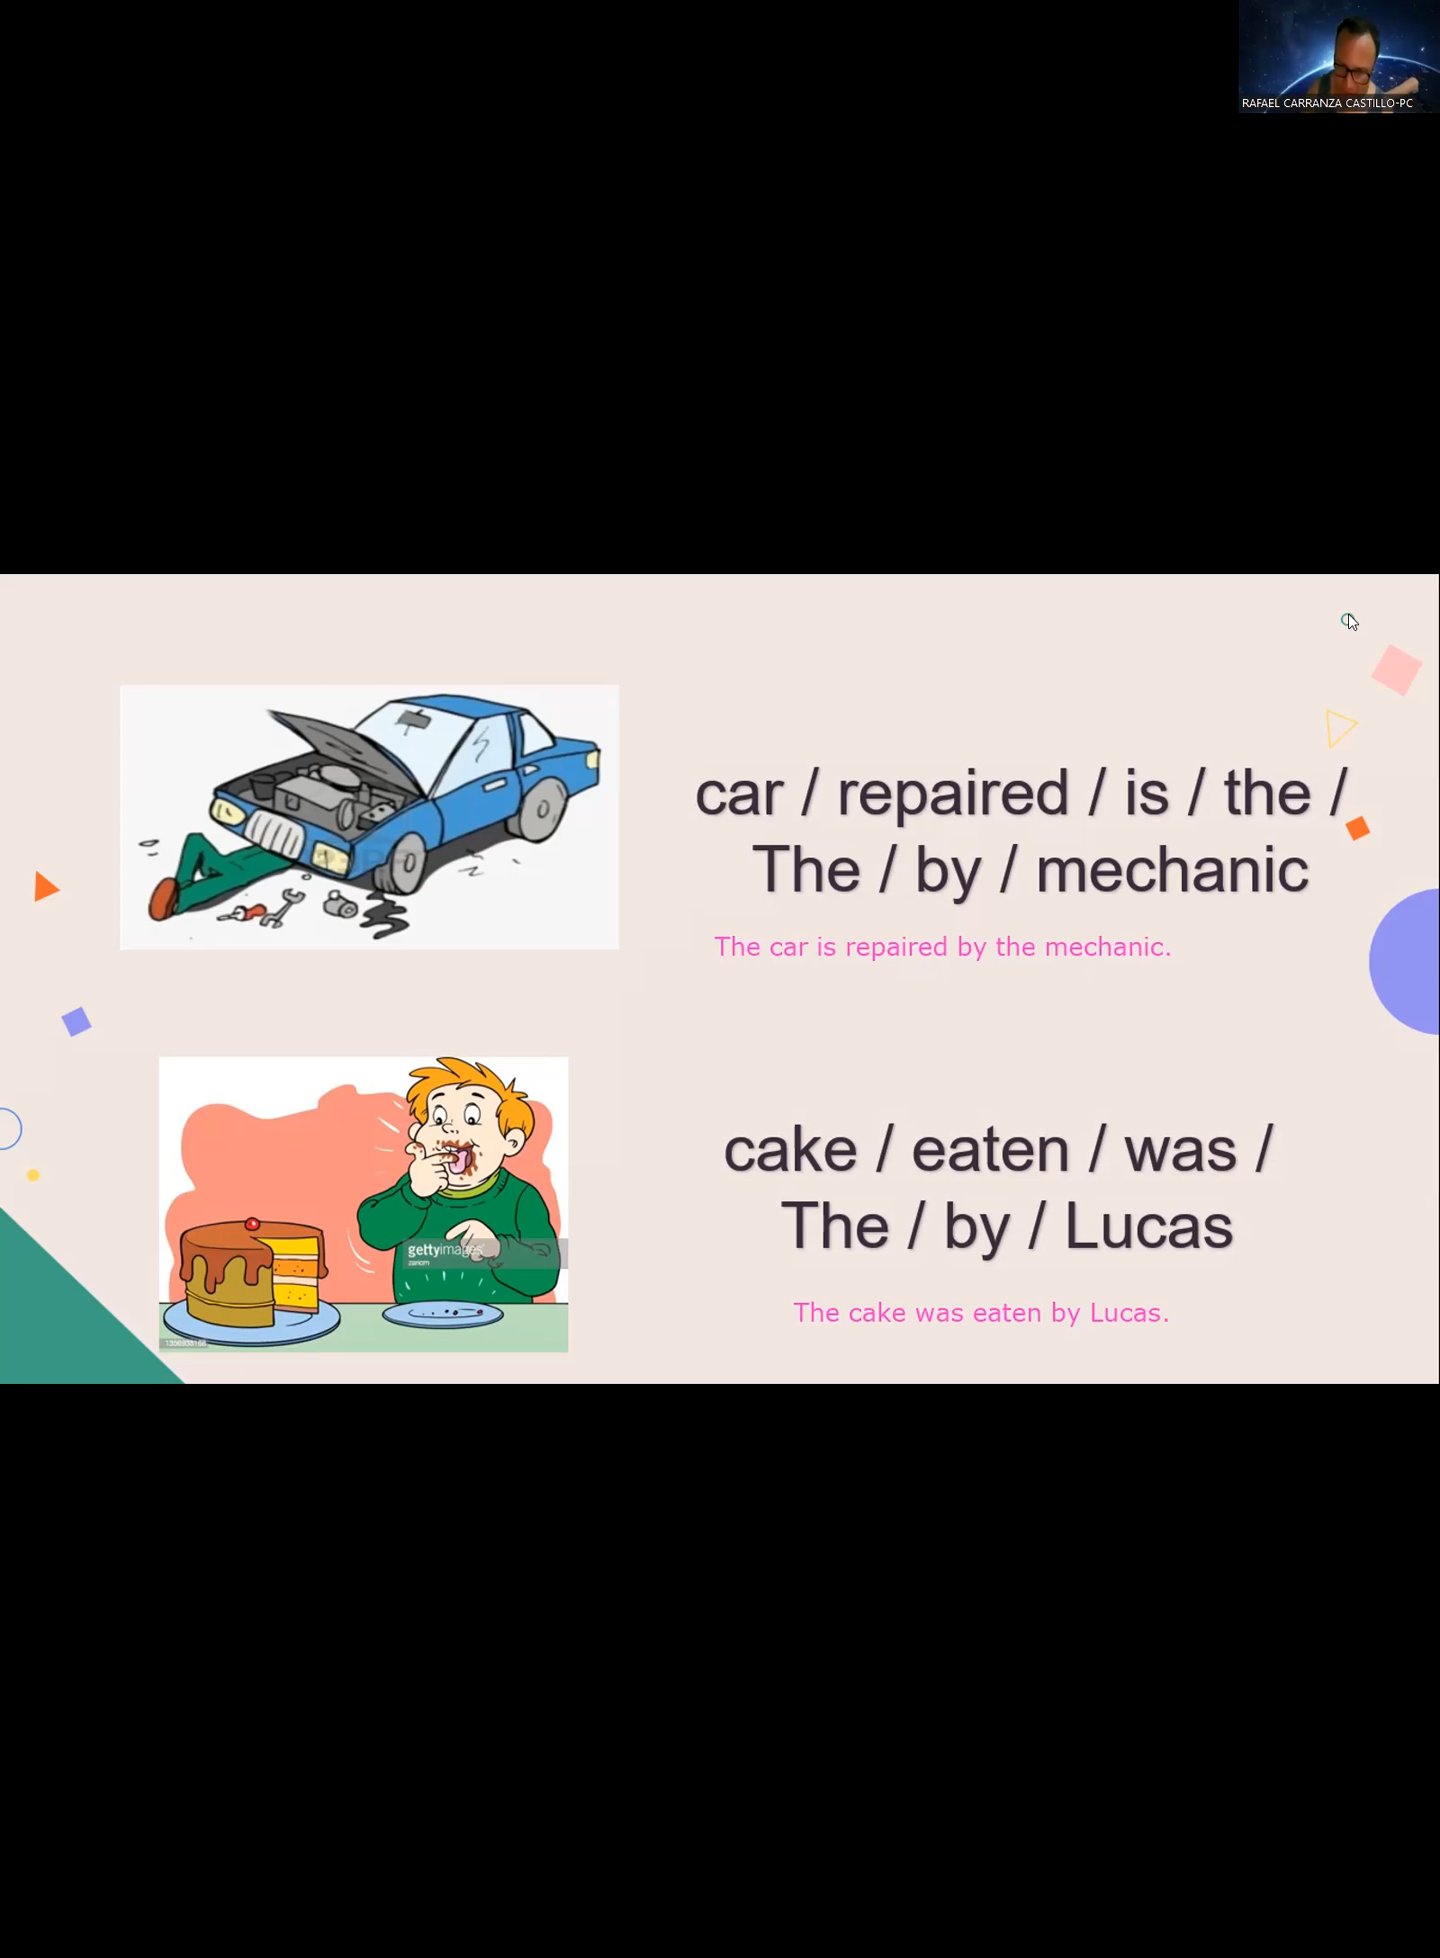 RAFAEL CARRANZA CASTILLO-PC
car / repaired / is / the /
The / by / mechanic
The car is repaired by the mechanic.
cake / eaten / was /
The / by / Lucas
gettyimages
zanom
The cake was eaten by Lucas.